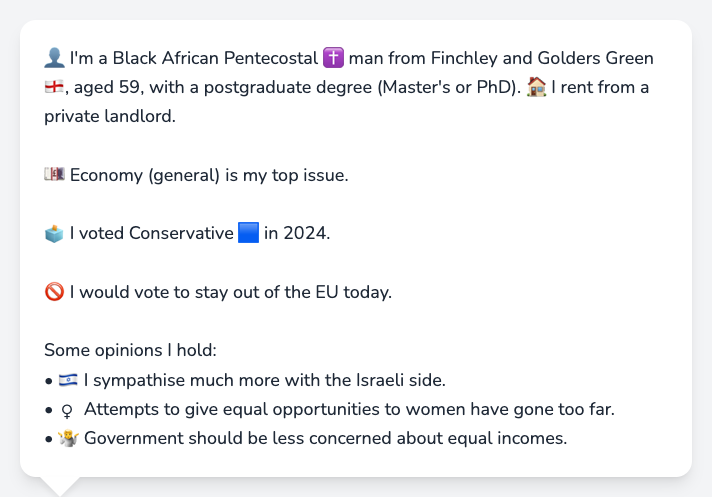 👤 I'm a Black African Pentecostal ✝️ man from Finchley and Golders Green
🏴󠁧󠁢󠁥󠁮󠁧󠁿, aged 59, with a postgraduate degree (Master's or PhD). 🏠 I rent from a
private landlord.
💷 Economy (general) is my top issue.
🗳️ I voted Conservative 🟦 in 2024.
🚫 I would vote to stay out of the EU today.
Some opinions I hold:
• 🇮🇱 I sympathise much more with the Israeli side.
• ♀ Attempts to give equal opportunities to women have gone too far.
• 🤷 Government should be less concerned about equal incomes.